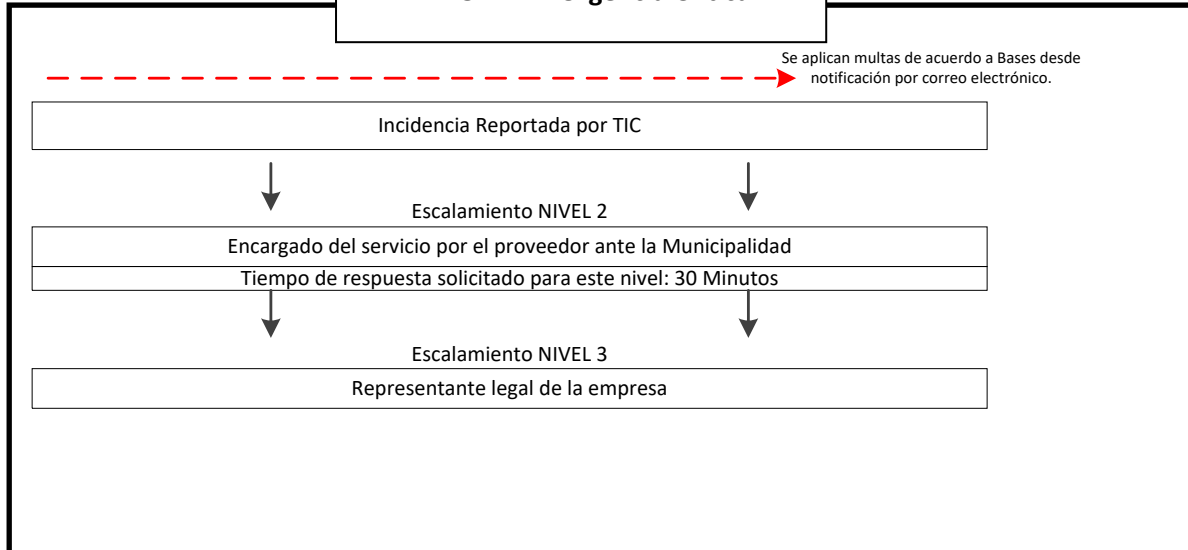 Se aplican multas de acuerdo a Bases desde
notificación por correo electrónico.
Incidencia Reportada por TIC
Escalamiento NIVEL 2
Encargado del servicio por el proveedor ante la Municipalidad
Tiempo de respuesta solicitado para este nivel: 30 Minutos
Escalamiento NIVEL 3
Representante legal de la empresa